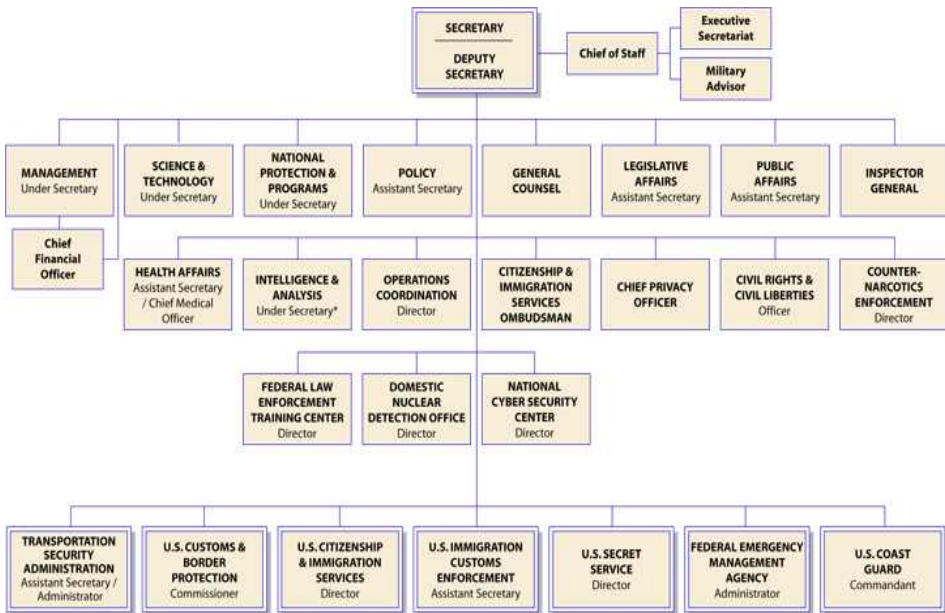 SECRETARY
DEPUTY
SECRETARY
Chief of Staff
Executive
Secretariat
Military
Advisor
MANAGEMENT
Under Secretary
SCIENCE &
TECHNOLOGY
Under Secretary
NATIONAL
PROTECTION &
PROGRAMS
Under Secretary
POLICY
Assistant Secretary
GENERAL
COUNSEL
LEGISLATIVE
AFFAIRS
Assistant Secretary
PUBLIC
AFFAIRS
Assistant Secretary
INSPECTOR
GENERAL
Chief
Financial
Officer
HEALTH AFFAIRS
Assistant Secretary
/ Chief Medical
Officer
INTELLIGENCE &
ANALYSIS
Under Secretary*
OPERATIONS
COORDINATION
Director
CITIZENSHIP &
IMMIGRATION
SERVICES
OMBUDSMAN
CHIEF PRIVACY
OFFICER
CIVIL RIGHTS &
CIVIL LIBERTIES
Officer
COUNTER-
NARCOTICS
ENFORCEMENT
Director
FEDERAL LAW
ENFORCEMENT
TRAINING CENTER
Director
DOMESTIC
NUCLEAR
DETECTION OFFICE
Director
NATIONAL
CYBER SECURITY
CENTER
Director
TRANSPORTATION
SECURITY
ADMINISTRATION
Assistant Secretary /
Administrator
U.S. CUSTOMS &
BORDER
PROTECTION
Commissioner
U.S. CITIZENSHIP
& IMMIGRATION
SERVICES
Director
U.S. IMMIGRATION
CUSTOMS
ENFORCEMENT
Assistant Secretary
U.S. SECRET
SERVICE
Director
FEDERAL EMERGENCY
MANAGEMENT
AGENCY
Administrator
U.S. COAST
GUARD
Commandant